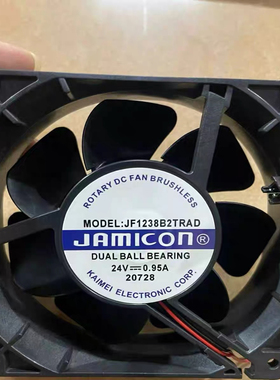 ROTARY DC FAN BRUSHLESS
MODEL:JF1238B2TRAD
JAMICON®
DUAL BALL BEARING
24V⎓0.95A
20728
KAIMEI ELECTRONIC CORP.